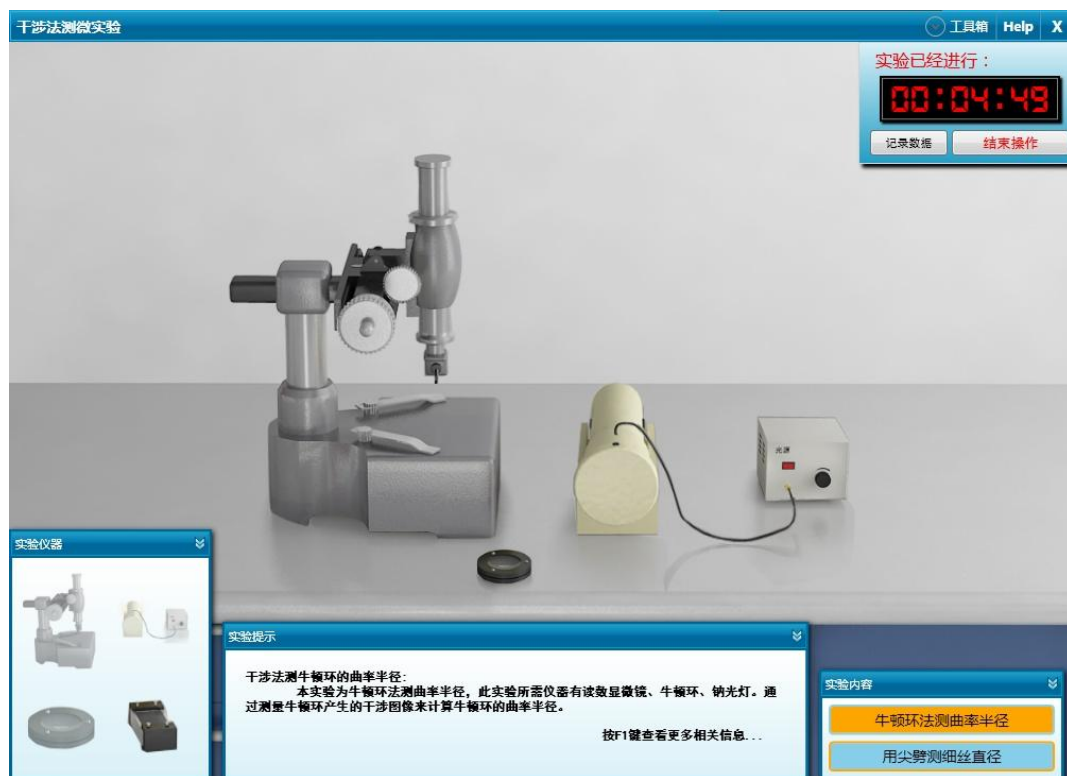 干涉法测微实验
工具箱 Help X
实验已经进行：
00:04:49
记录数据 结束操作
光源
实验仪器
实验提示
干涉法测牛顿环的曲率半径:
本实验为牛顿环法测曲率半径，此实验所需仪器有读数显微镜、牛顿环、钠光灯。通
过测量牛顿环产生的干涉图像来计算牛顿环的曲率半径。
按F1键查看更多相关信息...
实验内容
牛顿环法测曲率半径
用尖劈测细丝直径